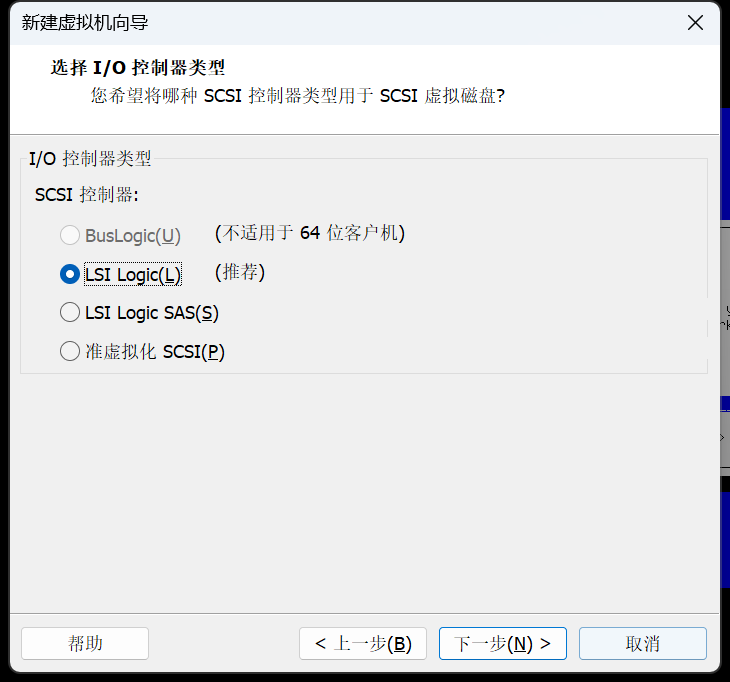 新建虚拟机向导
选择 I/O 控制器类型
您希望将哪种 SCSI 控制器类型用于 SCSI 虚拟磁盘?
I/O 控制器类型
SCSI 控制器:
BusLogic(U) (不适用于 64 位客户机)
LSI Logic(L) (推荐)
LSI Logic SAS(S)
准虚拟化 SCSI(P)
帮助 < 上一步(B) 下一步(N) > 取消